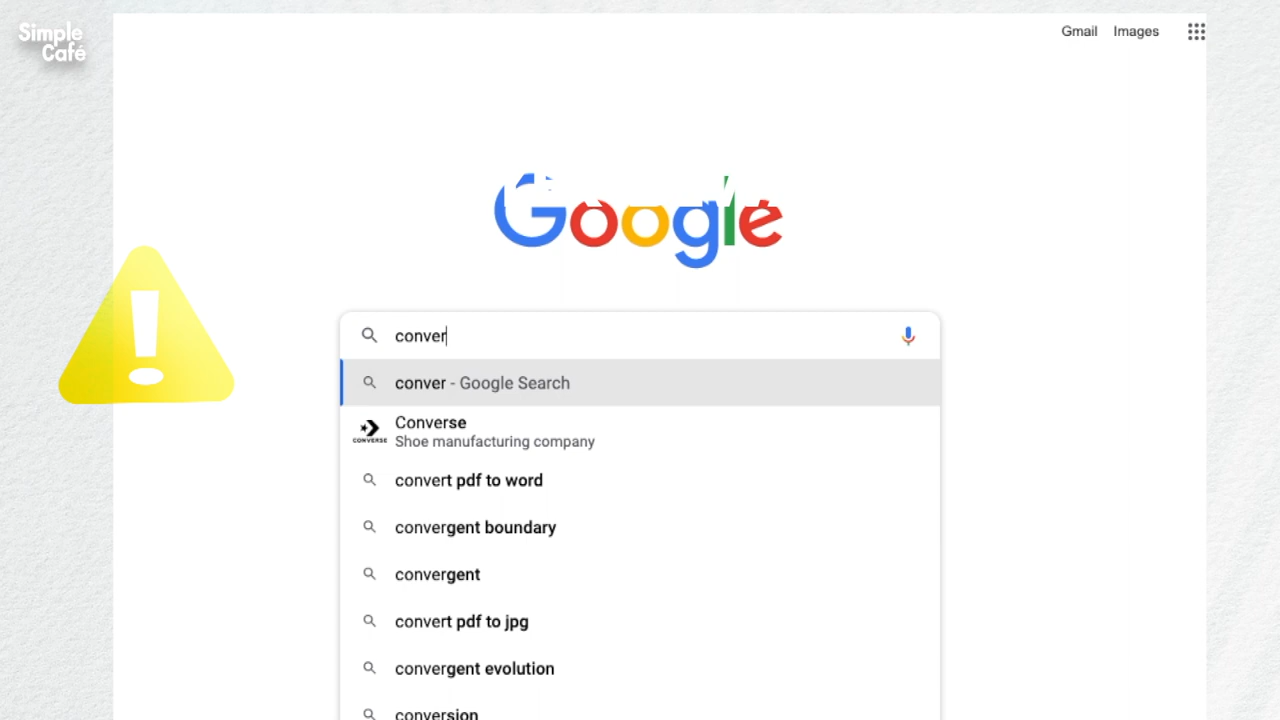 Simple
Café
Gmail Images
Google
conver
conver - Google Search
CONVERSE
Converse
Shoe manufacturing company
convert pdf to word
convergent boundary
convergent
convert pdf to jpg
convergent evolution
conversion